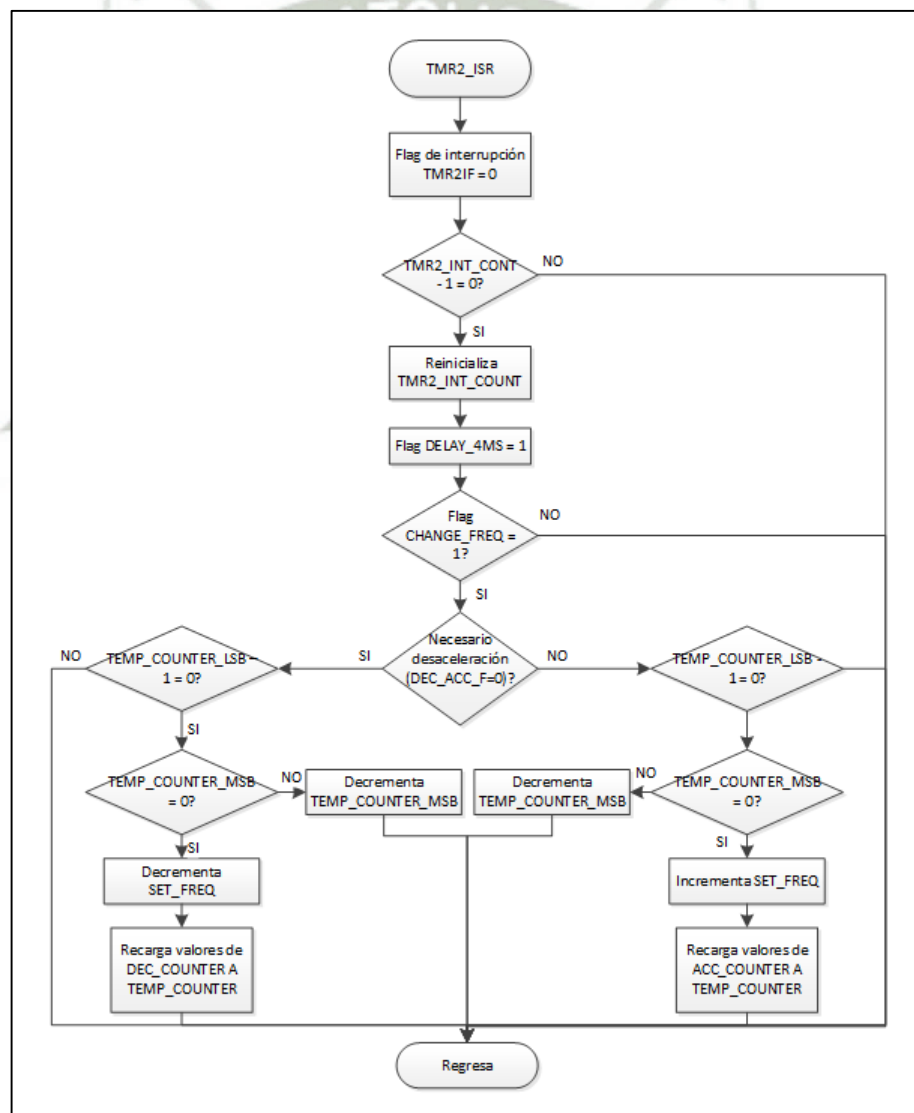 TMR2_ISR
Flag de interrupción
TMR2IF = 0
TMR2_INT_CONT
- 1 = 0?
NO
SI
Reinicializa
TMR2_INT_COUNT
Flag DELAY_4MS = 1
Flag
CHANGE_FREQ =
1?
NO
SI
Necesario
desaceleración
(DEC_ACC_F=0)?
SI
NO
TEMP_COUNTER_LSB –
1 = 0?
NO
SI
TEMP_COUNTER_LSB -
1 = 0?
TEMP_COUNTER_MSB
= 0?
NO
SI
Decrementa
TEMP_COUNTER_MSB
Decrementa
TEMP_COUNTER_MSB
NO
TEMP_COUNTER_MSB
= 0?
SI
Decrementa
SET_FREQ
Incrementa SET_FREQ
Recarga valores de
DEC_COUNTER A
TEMP_COUNTER
Recarga valores de
ACC_COUNTER A
TEMP_COUNTER
Regresa